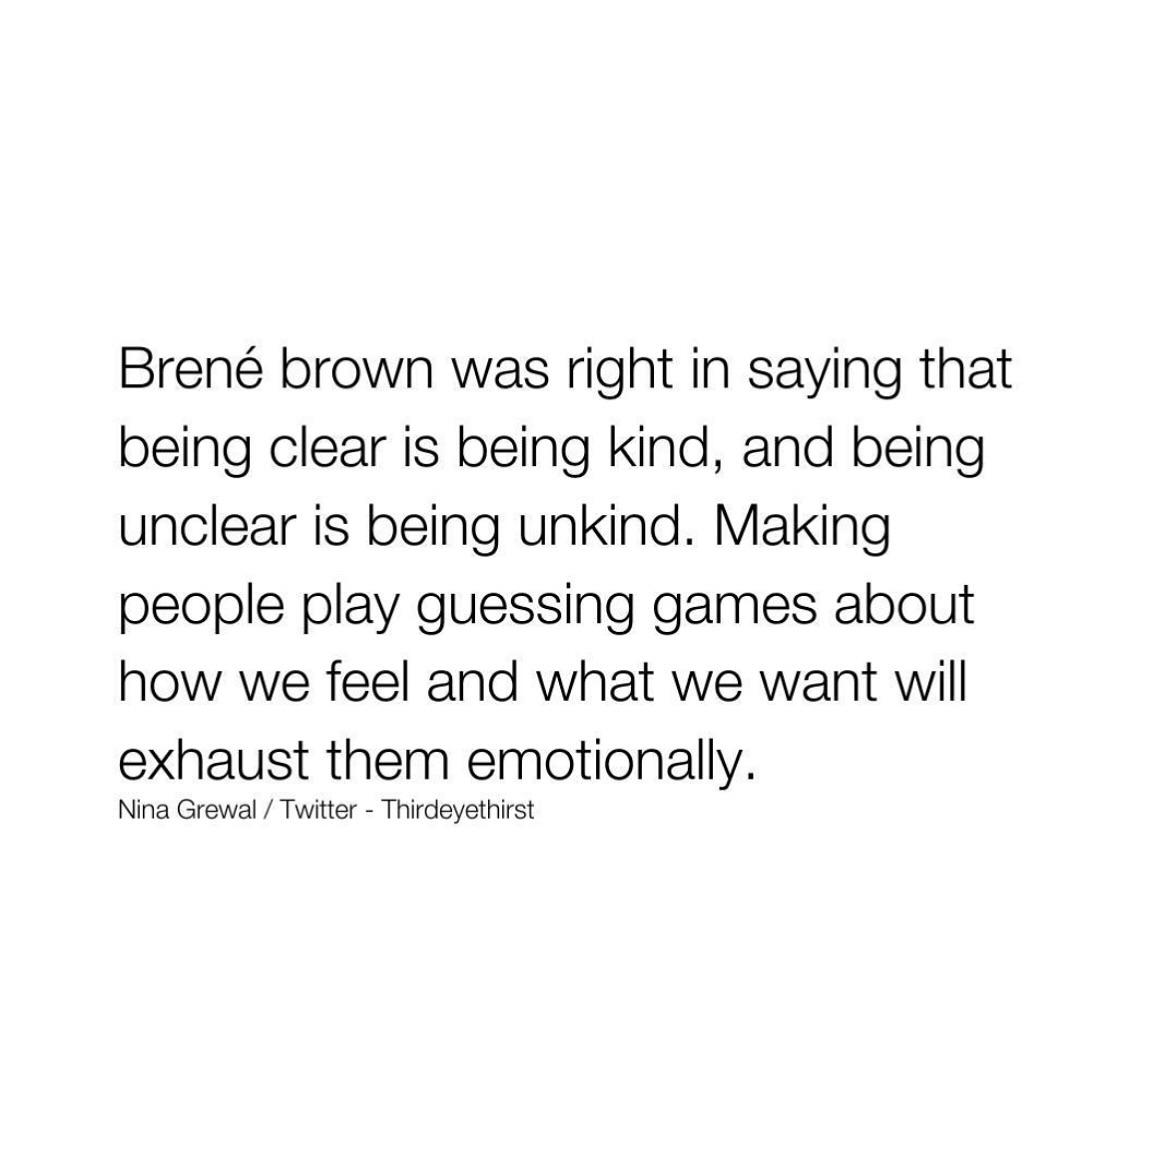 Brené brown was right in saying that
being clear is being kind, and being
unclear is being unkind. Making
people play guessing games about
how we feel and what we want will
exhaust them emotionally.
Nina Grewal / Twitter - Thirdeyethirst